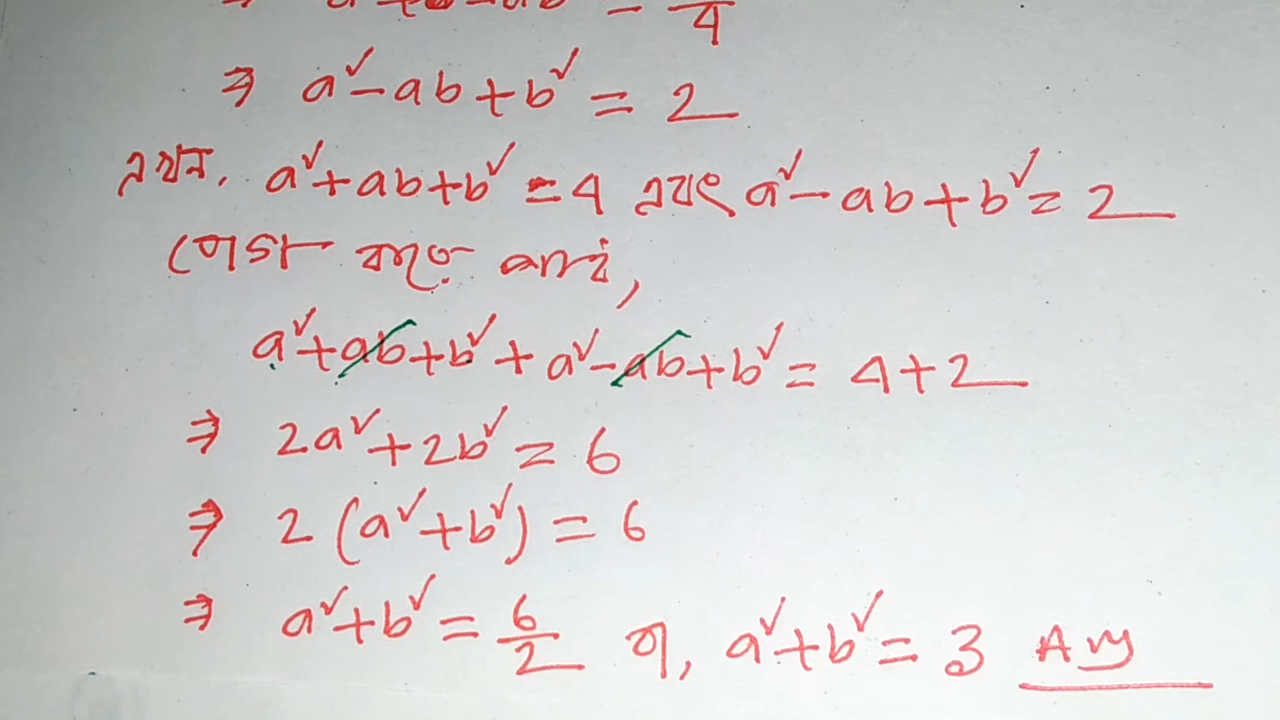 ⇒ a²-ab+b² = 2
এখন, a²+ab+b² = 4 এবং a²-ab+b² = 2
যোগ করে পাই,
a²+ab+b² + a²-ab+b² = 4+2
⇒ 2a²+2b² = 6
⇒ 2(a²+b²) = 6
⇒ a²+b² = 6/2 বা, a²+b² = 3 Ans